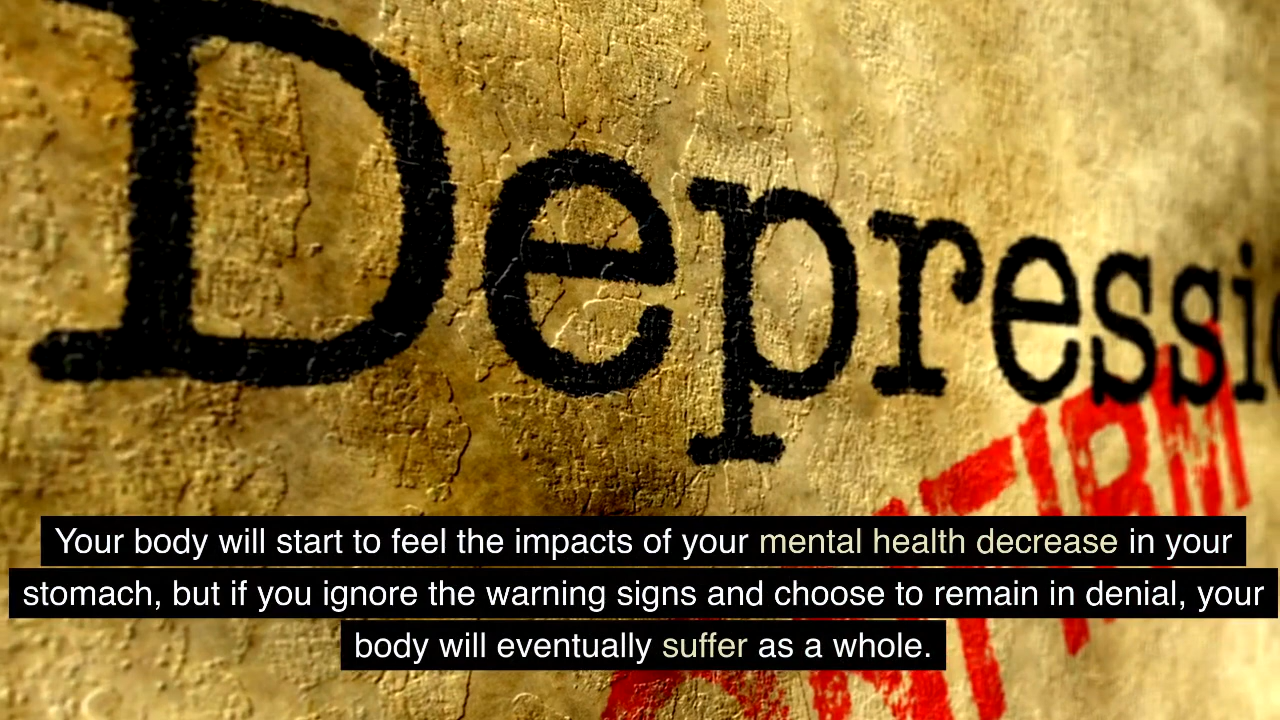 Depressi
Your body will start to feel the impacts of your mental health decrease in your
stomach, but if you ignore the warning signs and choose to remain in denial, your
body will eventually suffer as a whole.